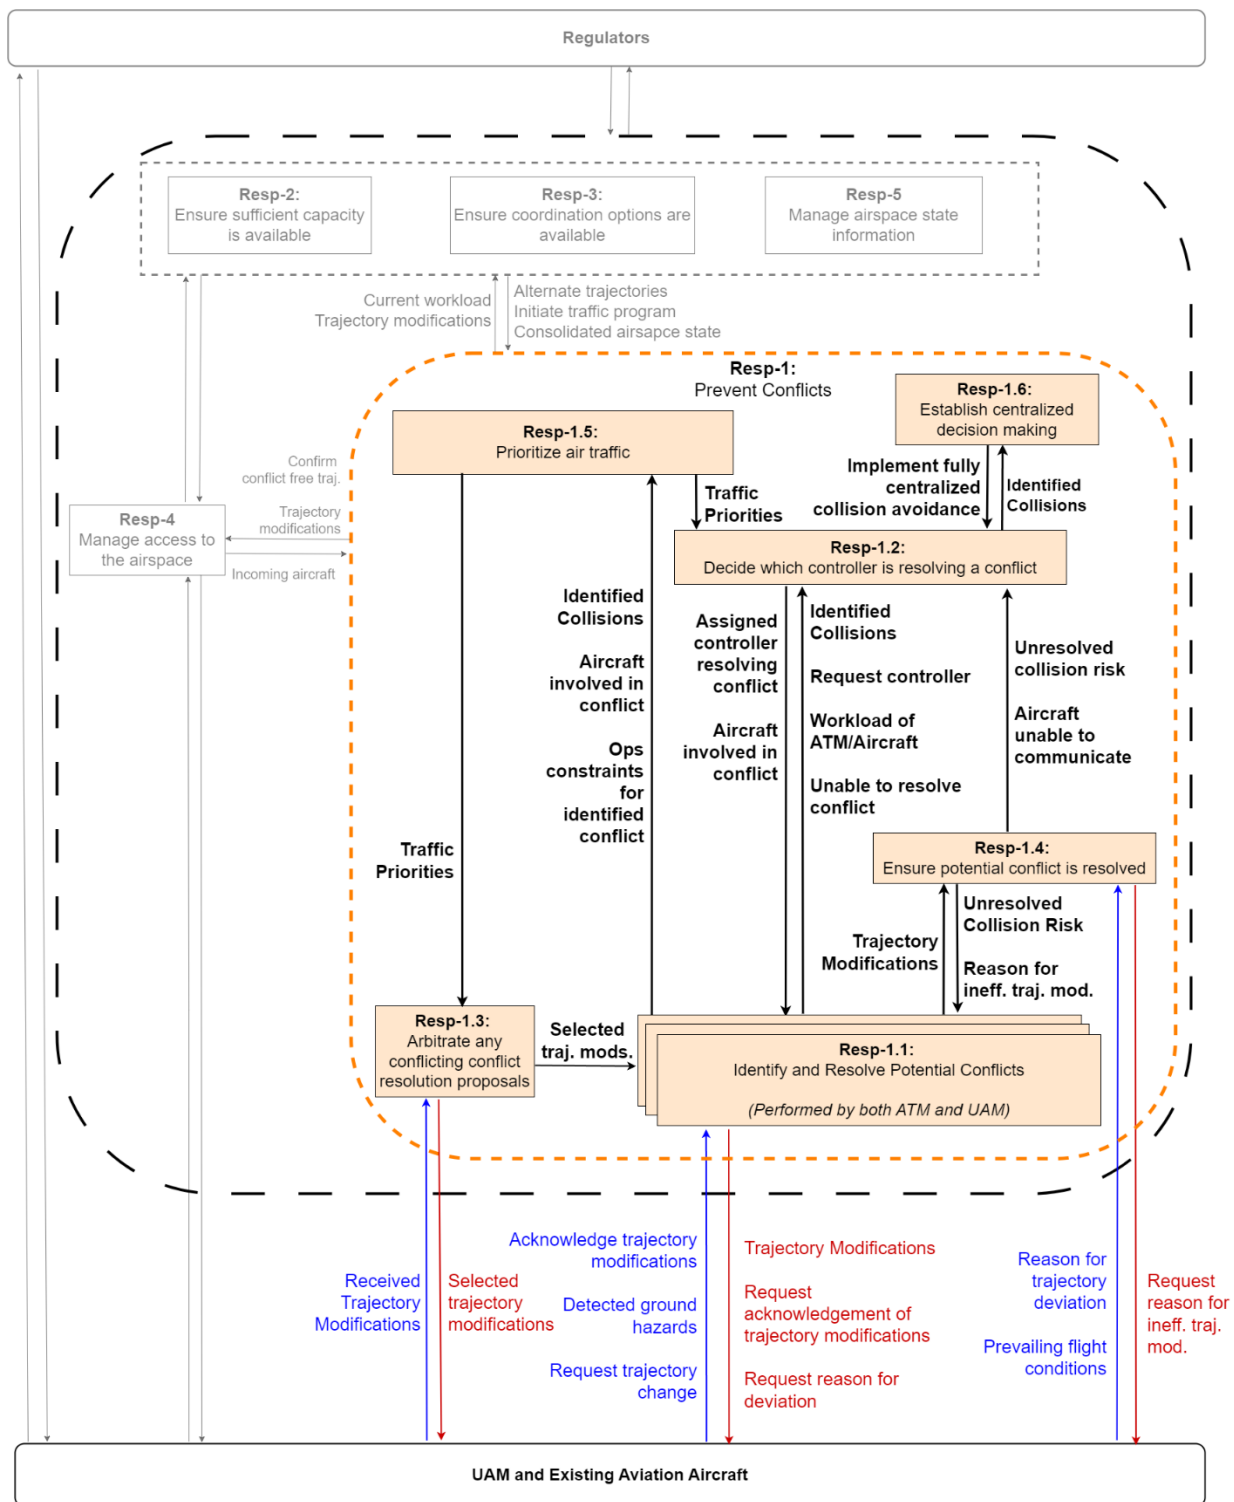 Regulators
Resp-2:
Ensure sufficient capacity
is available
Resp-3:
Ensure coordination options are
available
Resp-5
Manage airspace state
information
Current workload
Trajectory modifications
Alternate trajectories
Initiate traffic program
Consolidated airsapce state
Resp-1:
Prevent Conflicts
Resp-1.6:
Establish centralized
decision making
Resp-1.5:
Prioritize air traffic
Confirm
conflict free traj.
Trajectory
modifications
Incoming aircraft
Resp-4
Manage access to
the airspace
Traffic
Priorities
Implement fully
centralized
collision avoidance
Identified
Collisions
Resp-1.2:
Decide which controller is resolving a conflict
Identified
Collisions
Aircraft
involved in
conflict
Ops
constraints
for
identified
conflict
Assigned
controller
resolving
conflict
Aircraft
involved in
conflict
Identified
Collisions
Request controller
Workload of
ATM/Aircraft
Unable to resolve
conflict
Unresolved
collision risk
Aircraft
unable to
communicate
Traffic
Priorities
Resp-1.4:
Ensure potential conflict is resolved
Trajectory
Modifications
Unresolved
Collision Risk
Reason for
ineff. traj. mod.
Resp-1.3:
Arbitrate any
conflicting conflict
resolution proposals
Selected
traj. mods.
Resp-1.1:
Identify and Resolve Potential Conflicts
(Performed by both ATM and UAM)
Received
Trajectory
Modifications
Selected
trajectory
modifications
Acknowledge trajectory
modifications
Detected ground
hazards
Request trajectory
change
Trajectory Modifications
Request
acknowledgement of
trajectory modifications
Request reason for
deviation
Reason for
trajectory
deviation
Prevailing flight
conditions
Request
reason for
ineff. traj.
mod.
UAM and Existing Aviation Aircraft